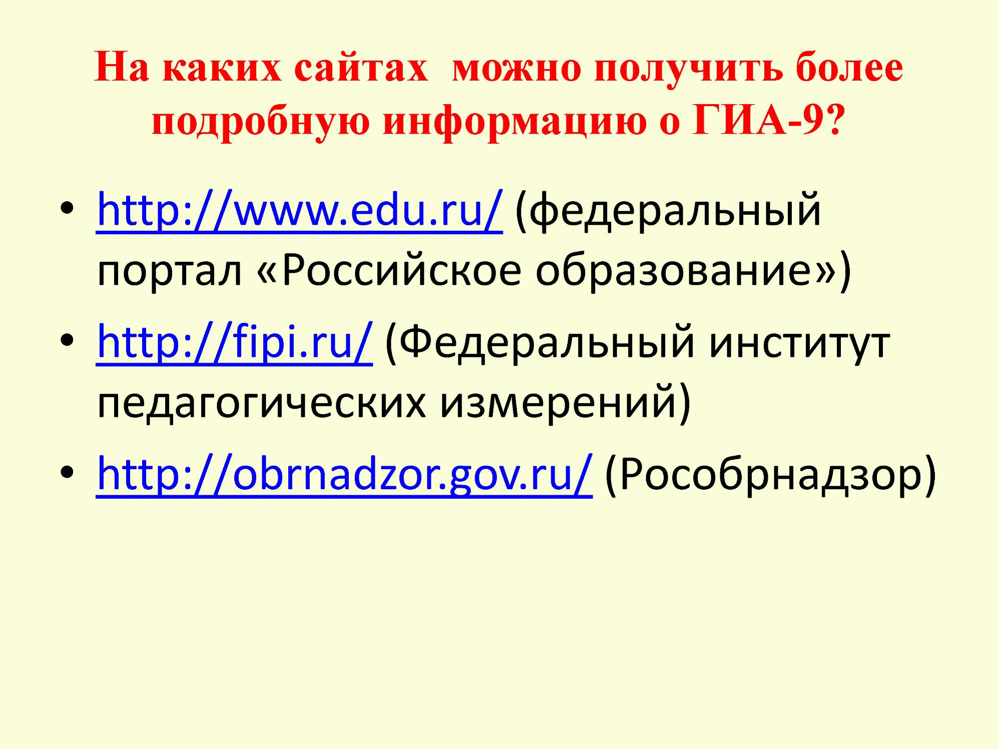 На каких сайтах  можно получить более
подробную информацию о ГИА-9?
• http://www.edu.ru/ (федеральный
портал «Российское образование»)
• http://fipi.ru/ (Федеральный институт
педагогических измерений)
• http://obrnadzor.gov.ru/ (Рособрнадзор)